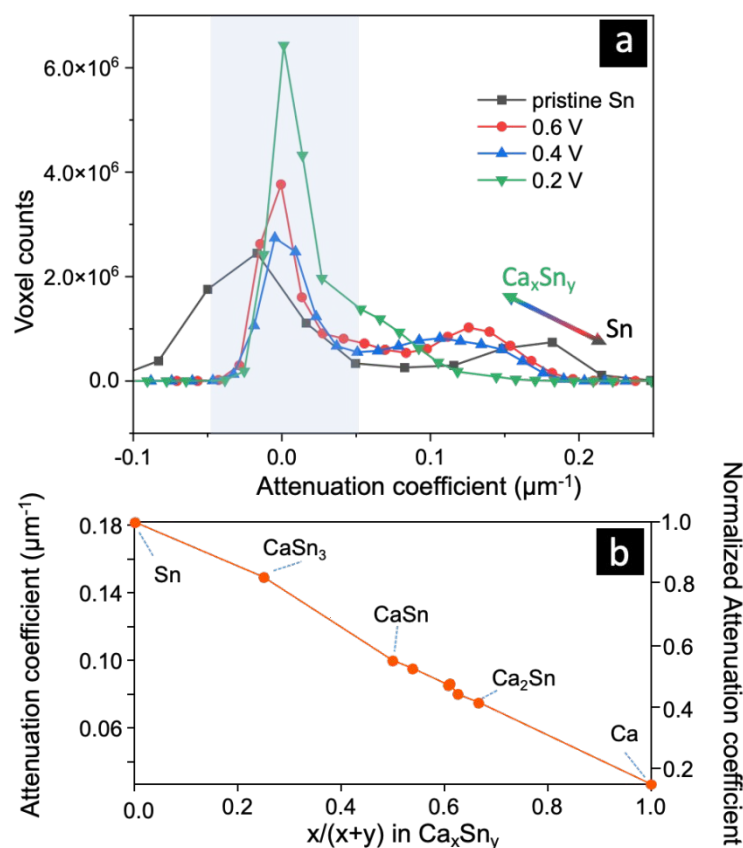 a
6.0×10⁶
4.0×10⁶
2.0×10⁶
0.0
Voxel counts
pristine Sn
0.6 V
0.4 V
0.2 V
CaₓSnᵧ
Sn
-0.1
0.0
0.1
0.2
Attenuation coefficient (µm⁻¹)
b
0.18
0.14
0.10
0.06
Attenuation coefficient (µm⁻¹)
Sn
CaSn₃
CaSn
Ca₂Sn
Ca
1.0
0.8
0.6
0.4
0.2
Normalized Attenuation coefficient
0.0
0.2
0.4
0.6
0.8
1.0
x/(x+y) in CaₓSnᵧ